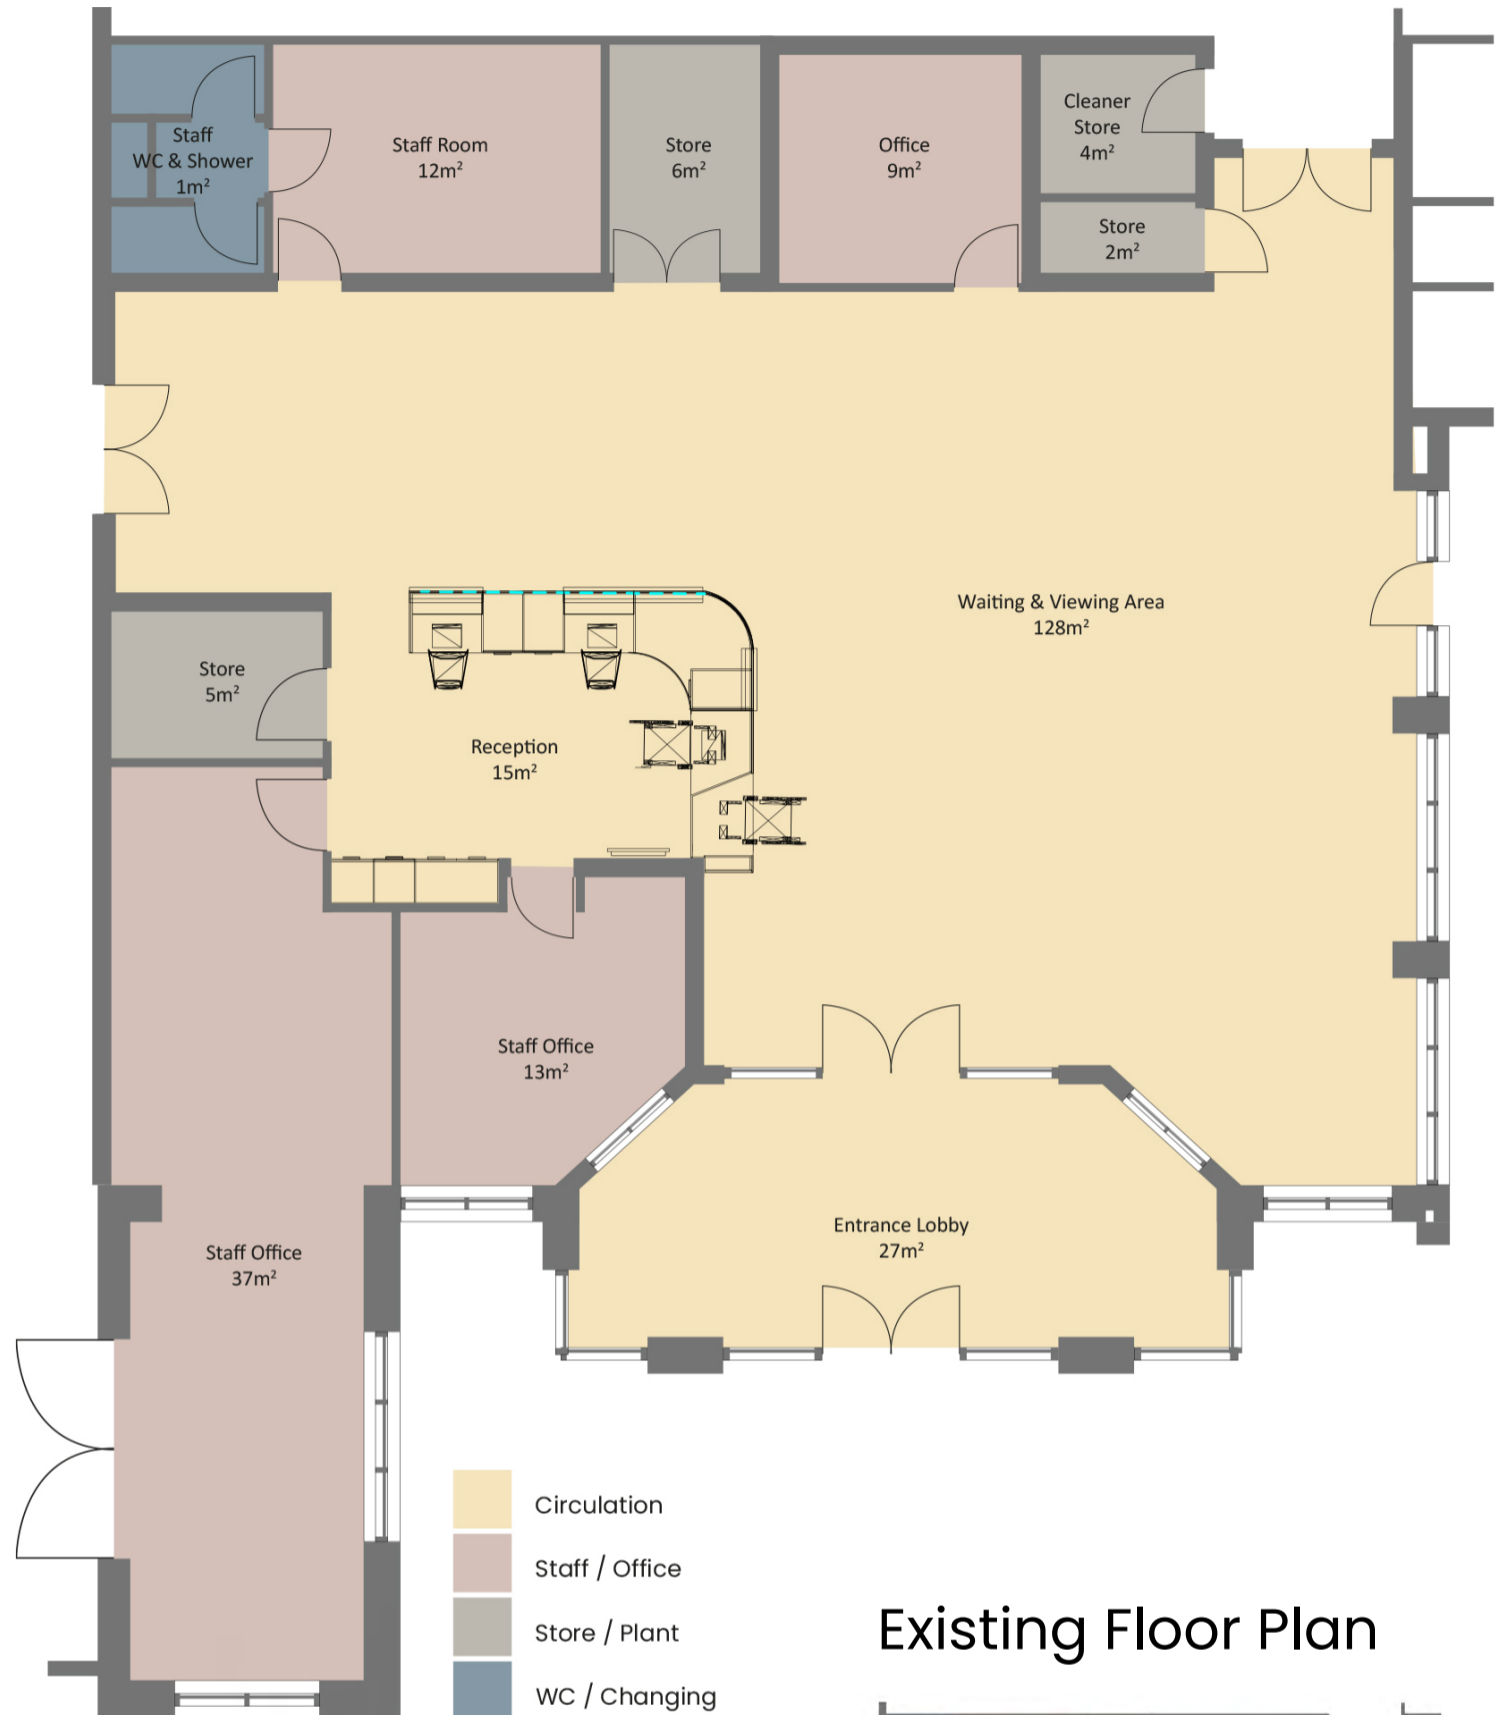 Staff
WC & Shower
1m²
Staff Room
12m²
Store
6m²
Office
9m²
Cleaner
Store
4m²
Store
2m²
Waiting & Viewing Area
128m²
Store
5m²
Reception
15m²
Staff Office
13m²
Entrance Lobby
27m²
Staff Office
37m²
Circulation
Staff / Office
Store / Plant
WC / Changing
Existing Floor Plan